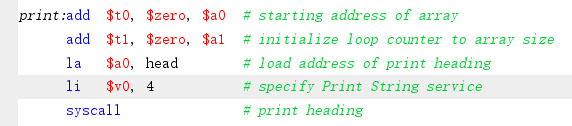 print:add $t0, $zero, $a0 # starting address of array
add $t1, $zero, $a1 # initialize loop counter to array size
la $a0, head # load address of print heading
li $v0, 4 # specify Print String service
syscall # print heading